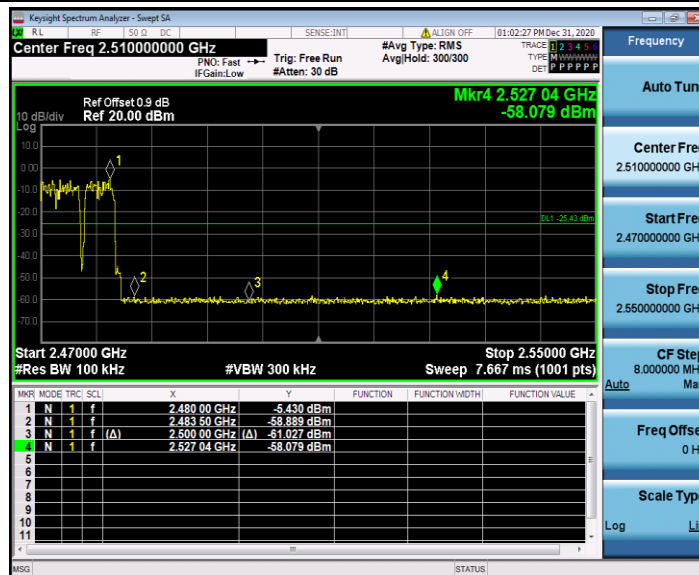 Keysight Spectrum Analyzer - Swept SA
RL RF 50 Ω DC SENSE:INT ALIGN OFF 01:02:27 PM Dec 31, 2020
Center Freq 2.510000000 GHz
PNO: Fast
IFGain:Low
Trig: Free Run
#Atten: 30 dB
#Avg Type: RMS
Avg|Hold: 300/300
TRACE 1 2 3 4 5 6
TYPE M W W W W W
DET P P P P P P
Ref Offset 0.9 dB
Ref 20.00 dBm
10 dB/div
Log
Mkr4 2.527 04 GHz
-58.079 dBm
10.0
0.00
-10.0
-20.0
-30.0
-40.0
-50.0
-60.0
-70.0
1
2
3
4
DL1 -25.43 dBm
Start 2.47000 GHz Stop 2.55000 GHz
#Res BW 100 kHz #VBW 300 kHz Sweep 7.667 ms (1001 pts)
MKR MODE TRC SCL X Y FUNCTION FUNCTION WIDTH FUNCTION VALUE
1 N 1 f 2.480 00 GHz -5.430 dBm
2 N 1 f 2.483 50 GHz -58.889 dBm
3 N 1 f (Δ) 2.500 00 GHz (Δ) -61.027 dBm
4 N 1 f 2.527 04 GHz -58.079 dBm
5
6
7
8
9
10
11
MSG STATUS
Frequency
Auto Tun
Center Fre
2.510000000 GH
Start Fre
2.470000000 GH
Stop Fre
2.550000000 GH
CF Ste
8.000000 MH
Auto Ma
Freq Offse
0 H
Scale Typ
Log Li